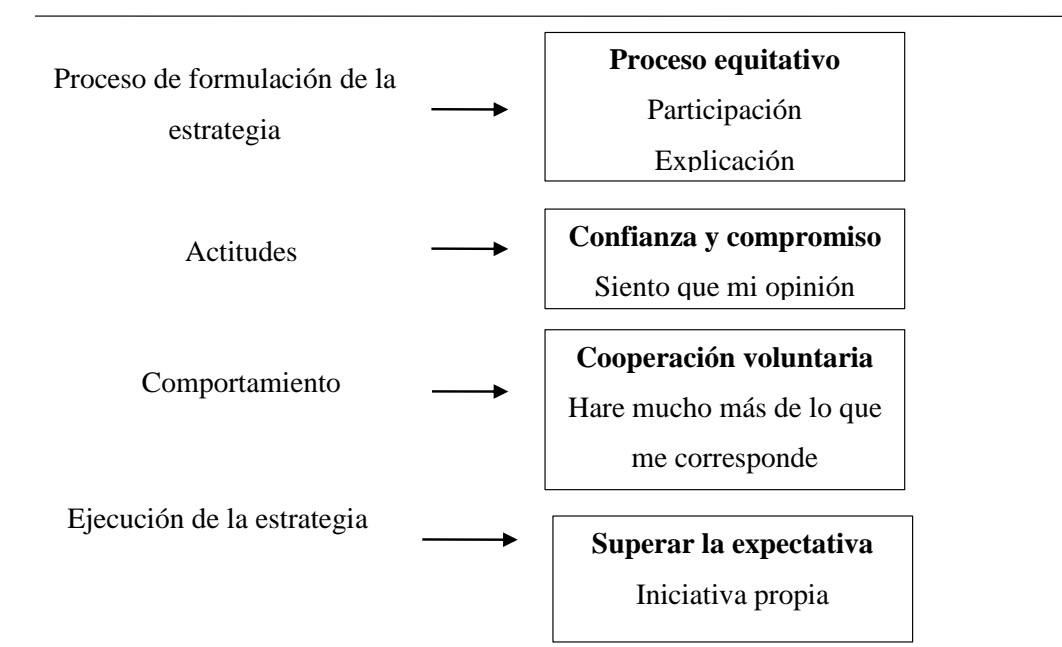 Proceso de formulación de la
estrategia
Proceso equitativo
Participación
Explicación
Actitudes
Confianza y compromiso
Siento que mi opinión
Comportamiento
Cooperación voluntaria
Hare mucho más de lo que
me corresponde
Ejecución de la estrategia
Superar la expectativa
Iniciativa propia